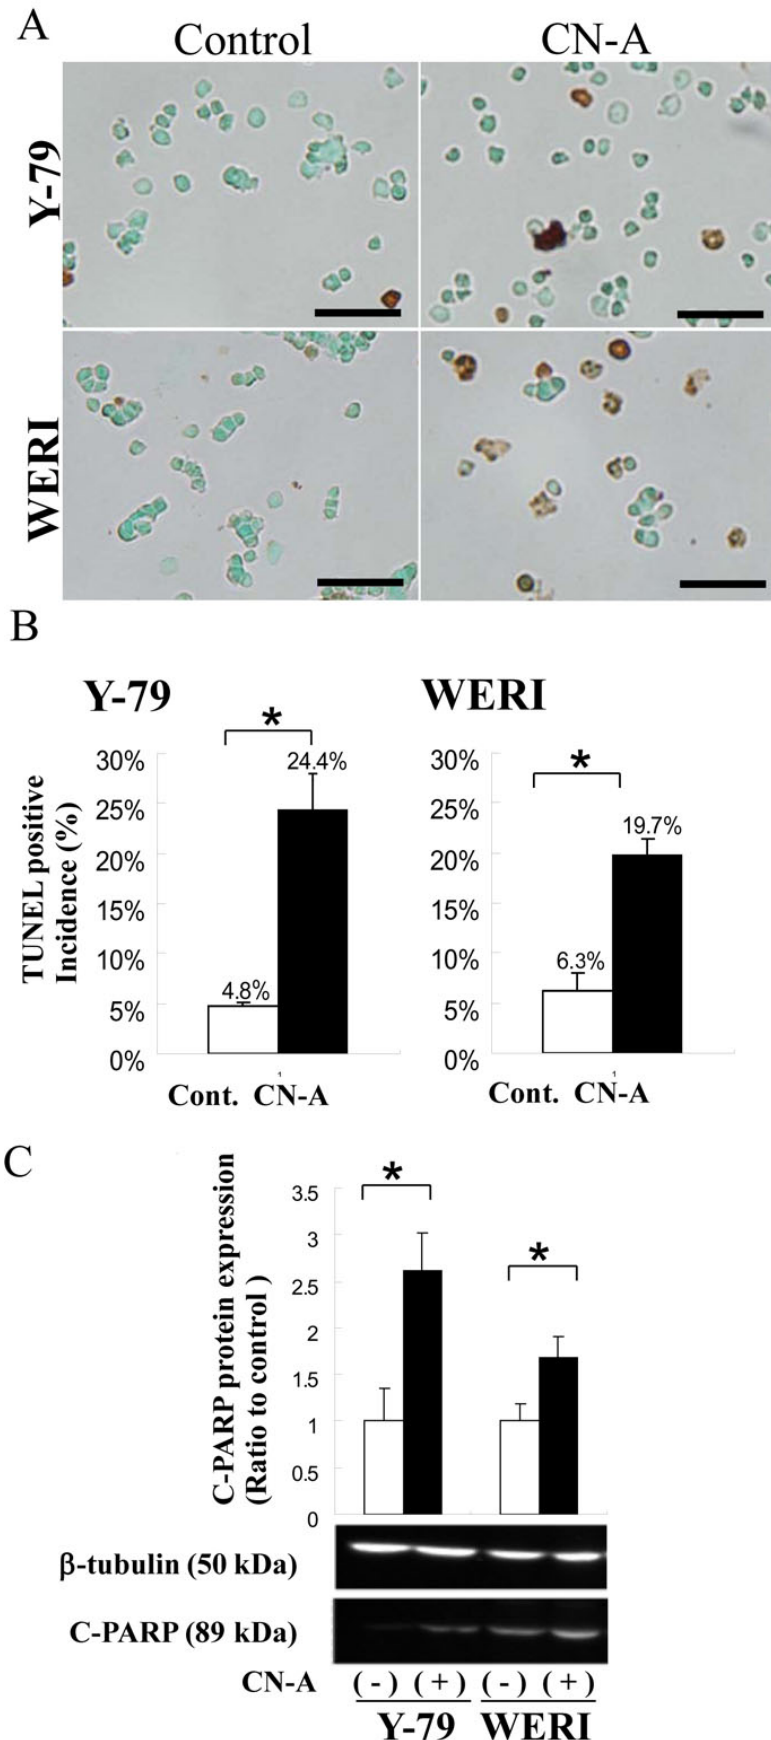 A
Control CN-A
Y-79
WERI
B
Y-79 WERI
TUNEL positive
Incidence (%)
30%
25%
20%
15%
10%
5%
0%
*
24.4%
4.8%
Cont. CN-A
30%
25%
20%
15%
10%
5%
0%
*
19.7%
6.3%
Cont. CN-A
C
C-PARP protein expression
(Ratio to control )
3.5
3
2.5
2
1.5
1
0.5
0
*
*
β-tubulin (50 kDa)
C-PARP (89 kDa)
CN-A ( - ) ( + ) ( - ) ( + )
Y-79 WERI